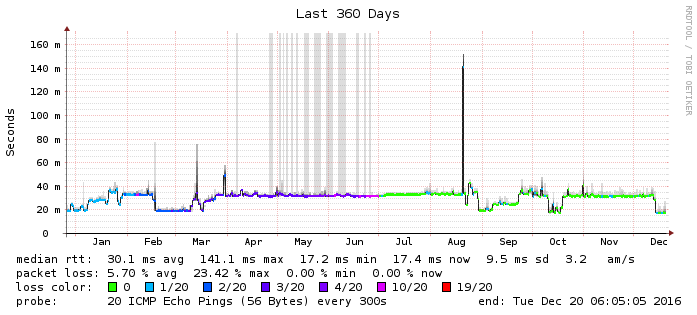 Last 360 Days
RRDTOOL / TOBI OETIKER
Seconds
160 m
140 m
120 m
100 m
80 m
60 m
40 m
20 m
0
Jan Feb Mar Apr May Jun Jul Aug Sep Oct Nov Dec
median rtt: 30.1 ms avg 141.1 ms max 17.2 ms min 17.4 ms now 9.5 ms sd 3.2 am/s
packet loss: 5.70 % avg 23.42 % max 0.00 % min 0.00 % now
loss color: 0 1/20 2/20 3/20 4/20 10/20 19/20
probe: 20 ICMP Echo Pings (56 Bytes) every 300s end: Tue Dec 20 06:05:05 2016